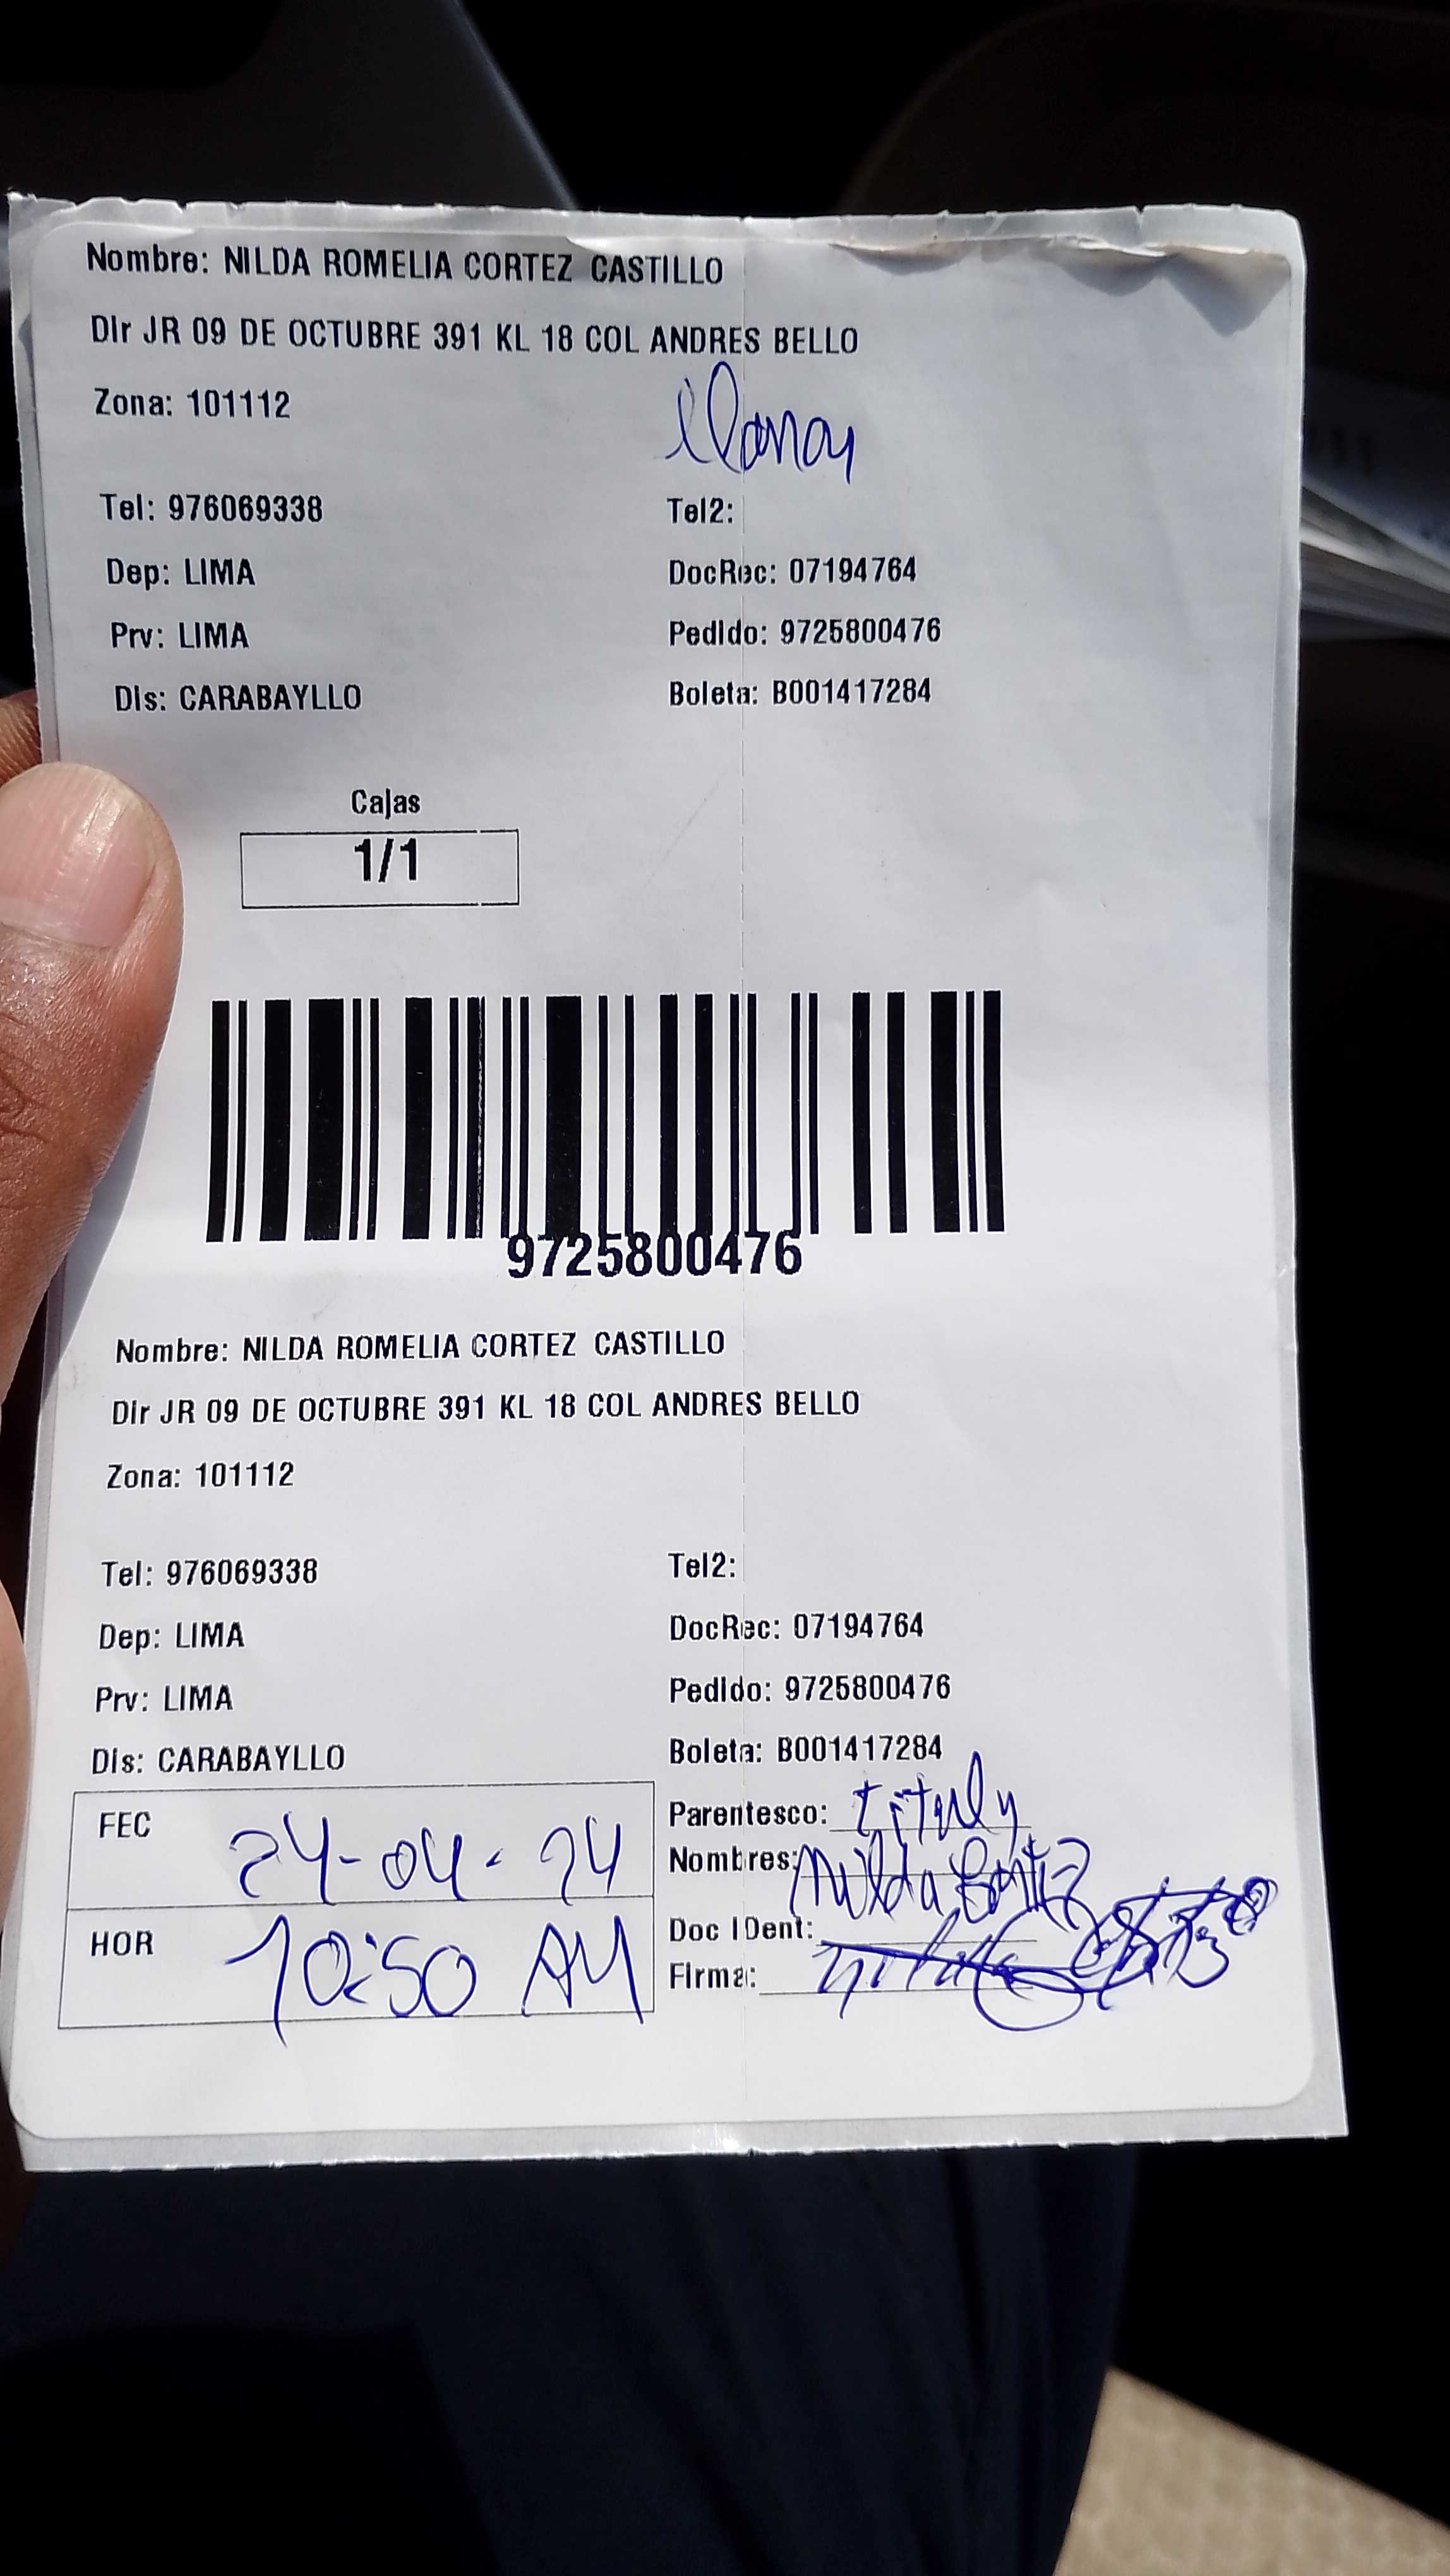 Nombre: NILDA ROMELIA CORTEZ CASTILLO
Dir JR 09 DE OCTUBRE 391 KL 18 COL ANDRES BELLO
Zona: 101112
Tel: 976069338 Tel2:
Dep: LIMA DocRec: 07194764
Prv: LIMA Pedido: 9725800476
Dis: CARABAYLLO Boleta: B001417284
Cajas
1/1
9725800476
Nombre: NILDA ROMELIA CORTEZ CASTILLO
Dir JR 09 DE OCTUBRE 391 KL 18 COL ANDRES BELLO
Zona: 101112
Tel: 976069338 Tel2:
Dep: LIMA DocRec: 07194764
Prv: LIMA Pedido: 9725800476
Dis: CARABAYLLO Boleta: B001417284
FEC 24-04-24 Parentesco:
Nombres: Nilda Cortez
HOR 10:50 AM Doc IDent:
Firma: